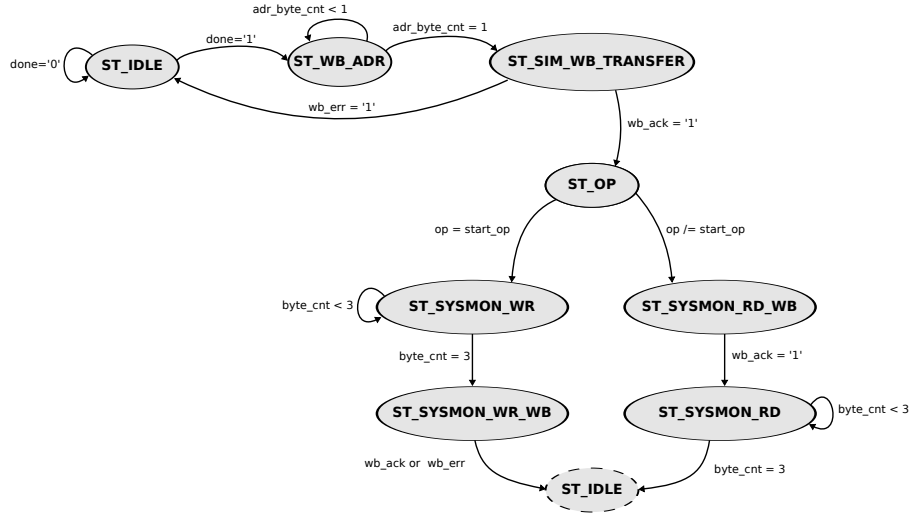 adr_byte_cnt < 1
adr_byte_cnt = 1
done='1'
done='0'
ST_IDLE
ST_WB_ADR
ST_SIM_WB_TRANSFER
wb_err = '1'
wb_ack = '1'
ST_OP
op = start_op
op /= start_op
byte_cnt < 3
ST_SYSMON_WR
ST_SYSMON_RD_WB
byte_cnt = 3
wb_ack = '1'
ST_SYSMON_WR_WB
ST_SYSMON_RD
byte_cnt < 3
wb_ack or wb_err
byte_cnt = 3
ST_IDLE